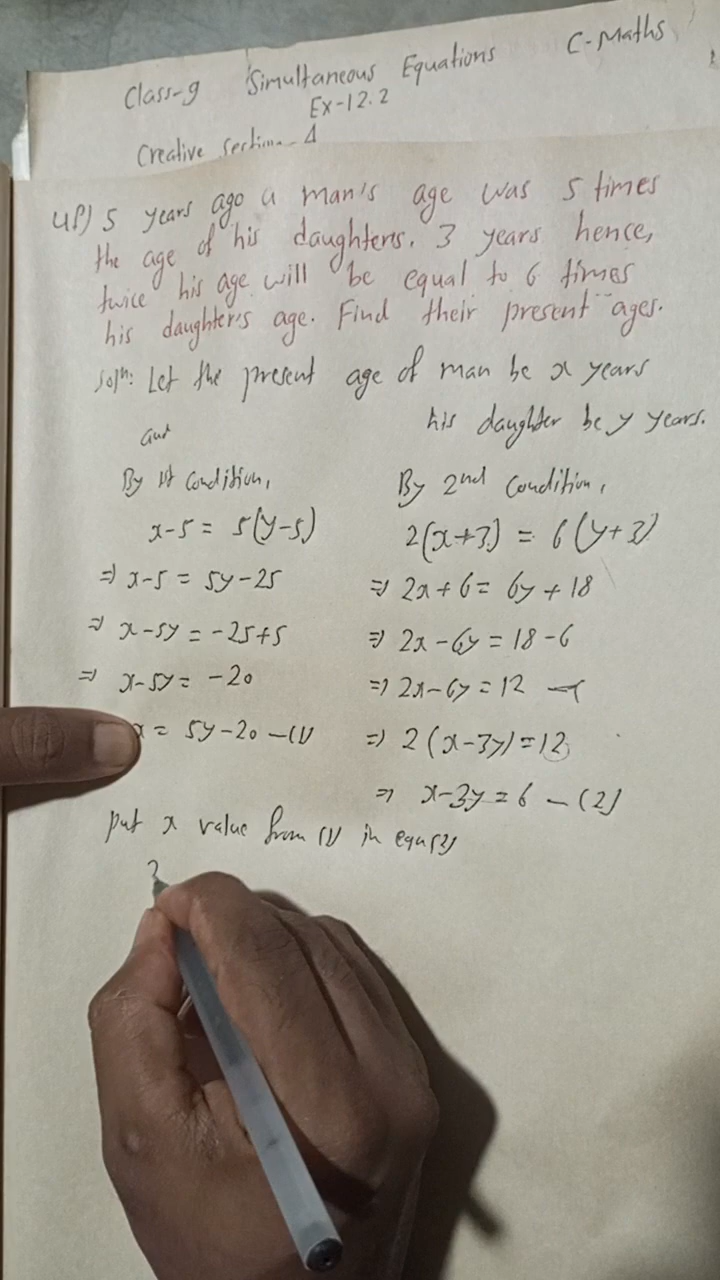 Class-9 Simultaneous Equations C-Maths
Ex-12.2
Creative Section A
5 years ago a man's age was 5 times
the age of his daughters. 3 years hence,
twice his age will be equal to 6 times
his daughter's age. Find their present ages.
Soln: Let the present age of man be x years
and his daughter be y years.
By 1st Condition,
x-5 = 5(y-5)
=> x-5 = 5y-25
=> x-5y = -25+5
=> x-5y = -20
x = 5y-20 -(1)
By 2nd Condition,
2(x+3) = 6(y+3)
=> 2x+6 = 6y+18
=> 2x-6y = 18-6
=> 2x-6y = 12
=> 2(x-3y) = 12
=> x-3y = 6 -(2)
put x value from (1) in equ(2)